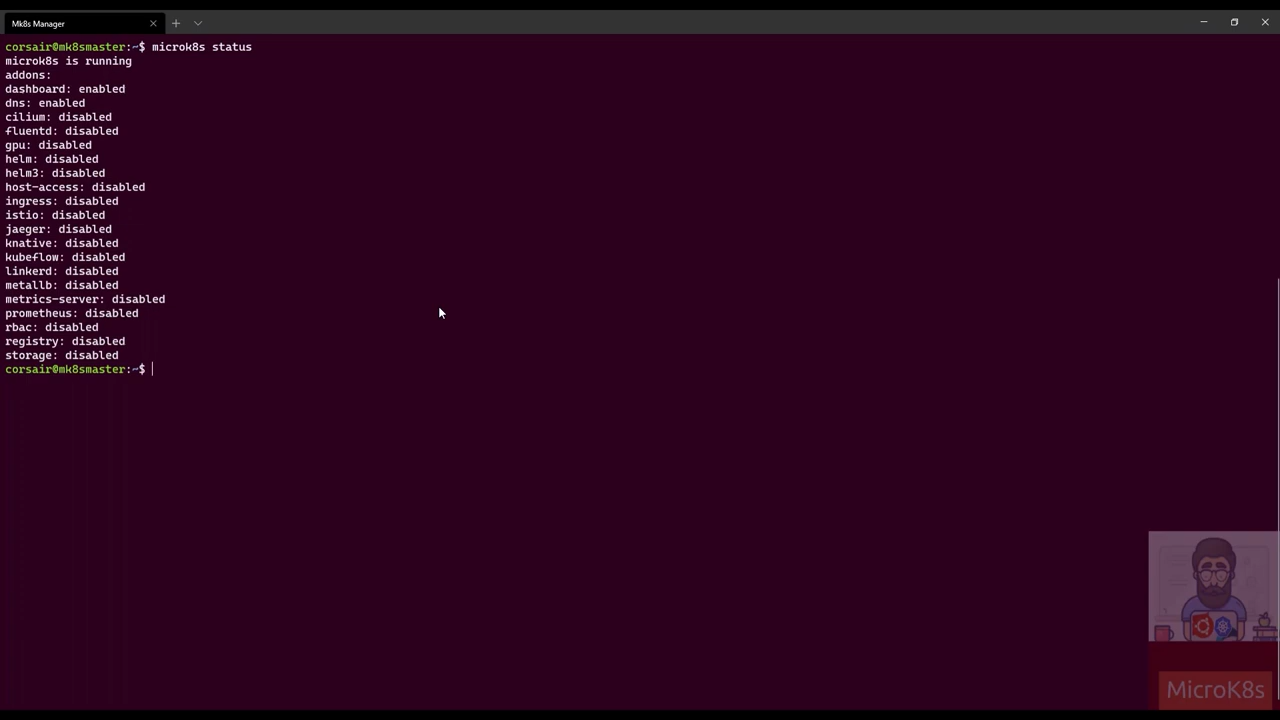 Mk8s Manager
corsair@mk8smaster:~$ microk8s status
microk8s is running
addons:
dashboard: enabled
dns: enabled
cilium: disabled
fluentd: disabled
gpu: disabled
helm: disabled
helm3: disabled
host-access: disabled
ingress: disabled
istio: disabled
jaeger: disabled
knative: disabled
kubeflow: disabled
linkerd: disabled
metallb: disabled
metrics-server: disabled
prometheus: disabled
rbac: disabled
registry: disabled
storage: disabled
corsair@mk8smaster:~$
MicroK8s